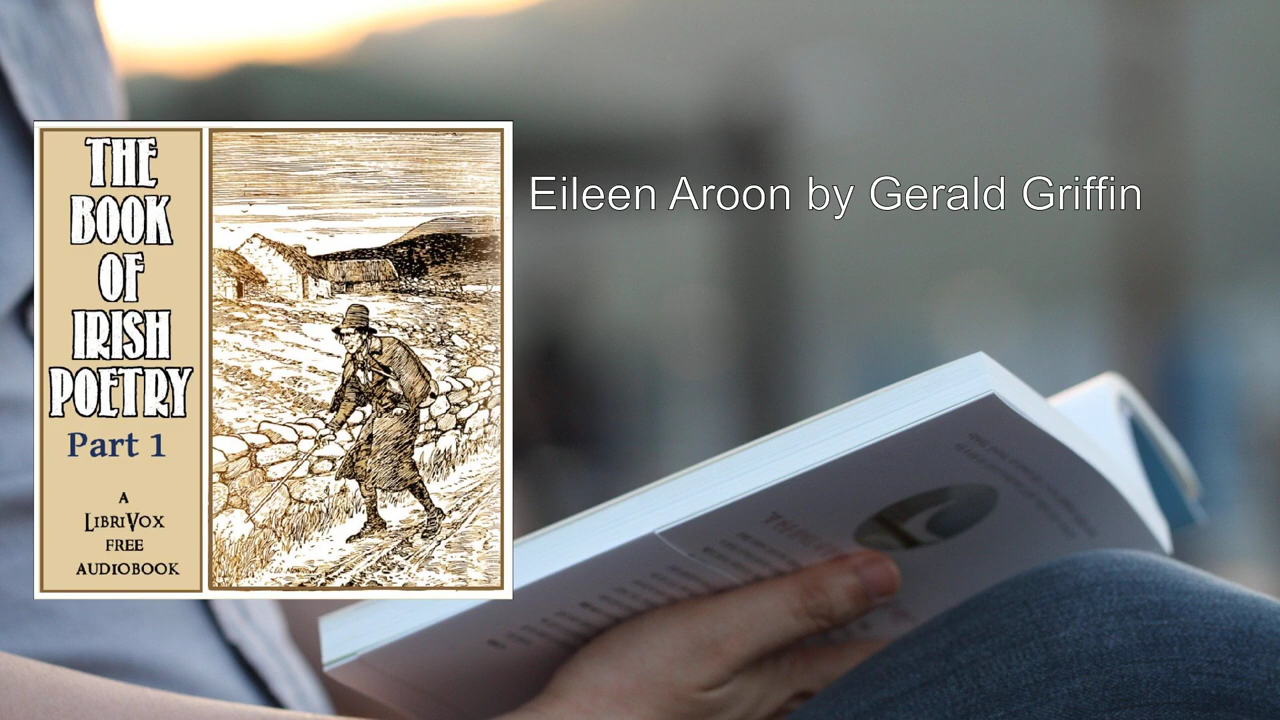 THE
BOOK
OF
IRISH
POETRY
Part 1
A
LIBRIVOX
FREE
AUDIOBOOK
Eileen Aroon by Gerald Griffin